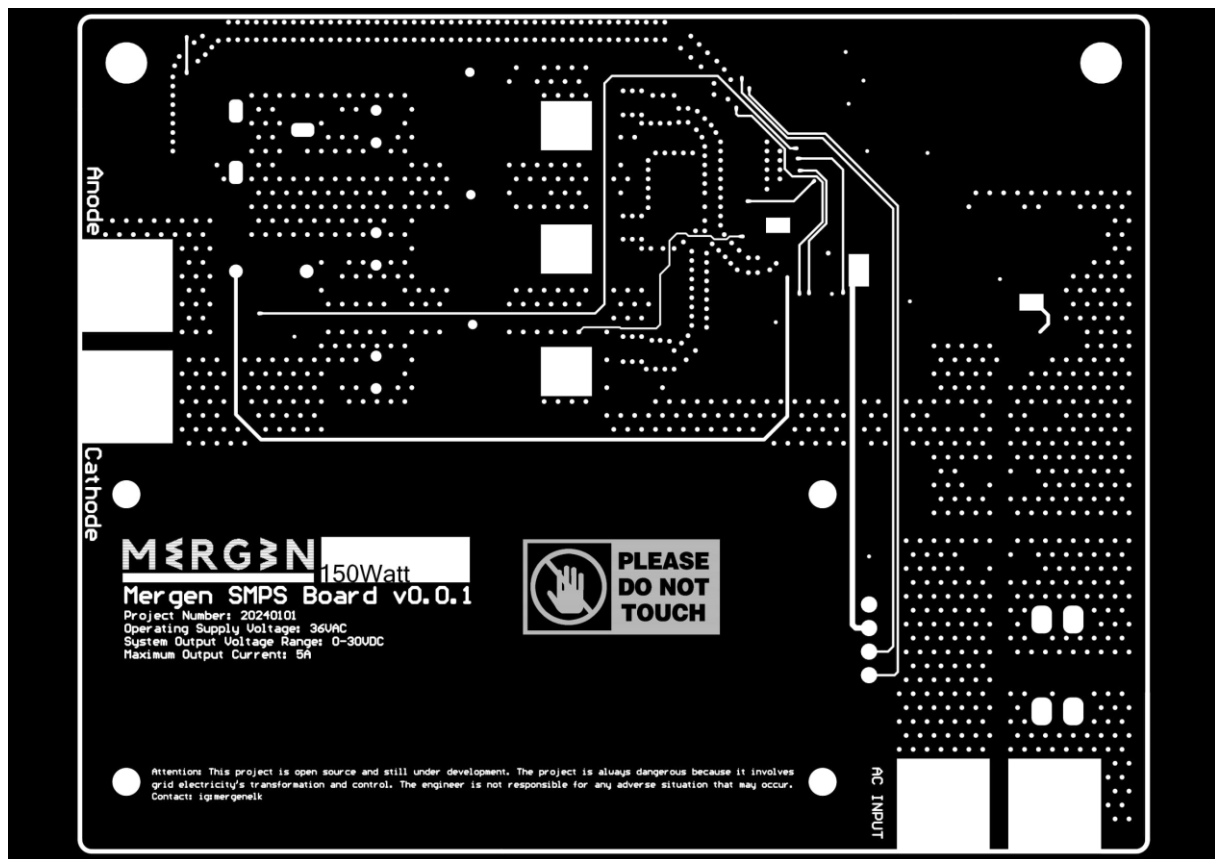 Anode
Cathode
MERGEN
150Watt
Mergen SMPS Board v0.0.1
Project Number: 20240101
Operating Supply Voltage: 36VAC
System Output Voltage Range: 0-30VDC
Maximum Output Current: 5A
PLEASE
DO NOT
TOUCH
Attention: This project is open source and still under development. The project is always dangerous because it involves
grid electricity's transformation and control. The engineer is not responsible for any adverse situation that may occur.
Contact: ig:mergenelk
AC INPUT